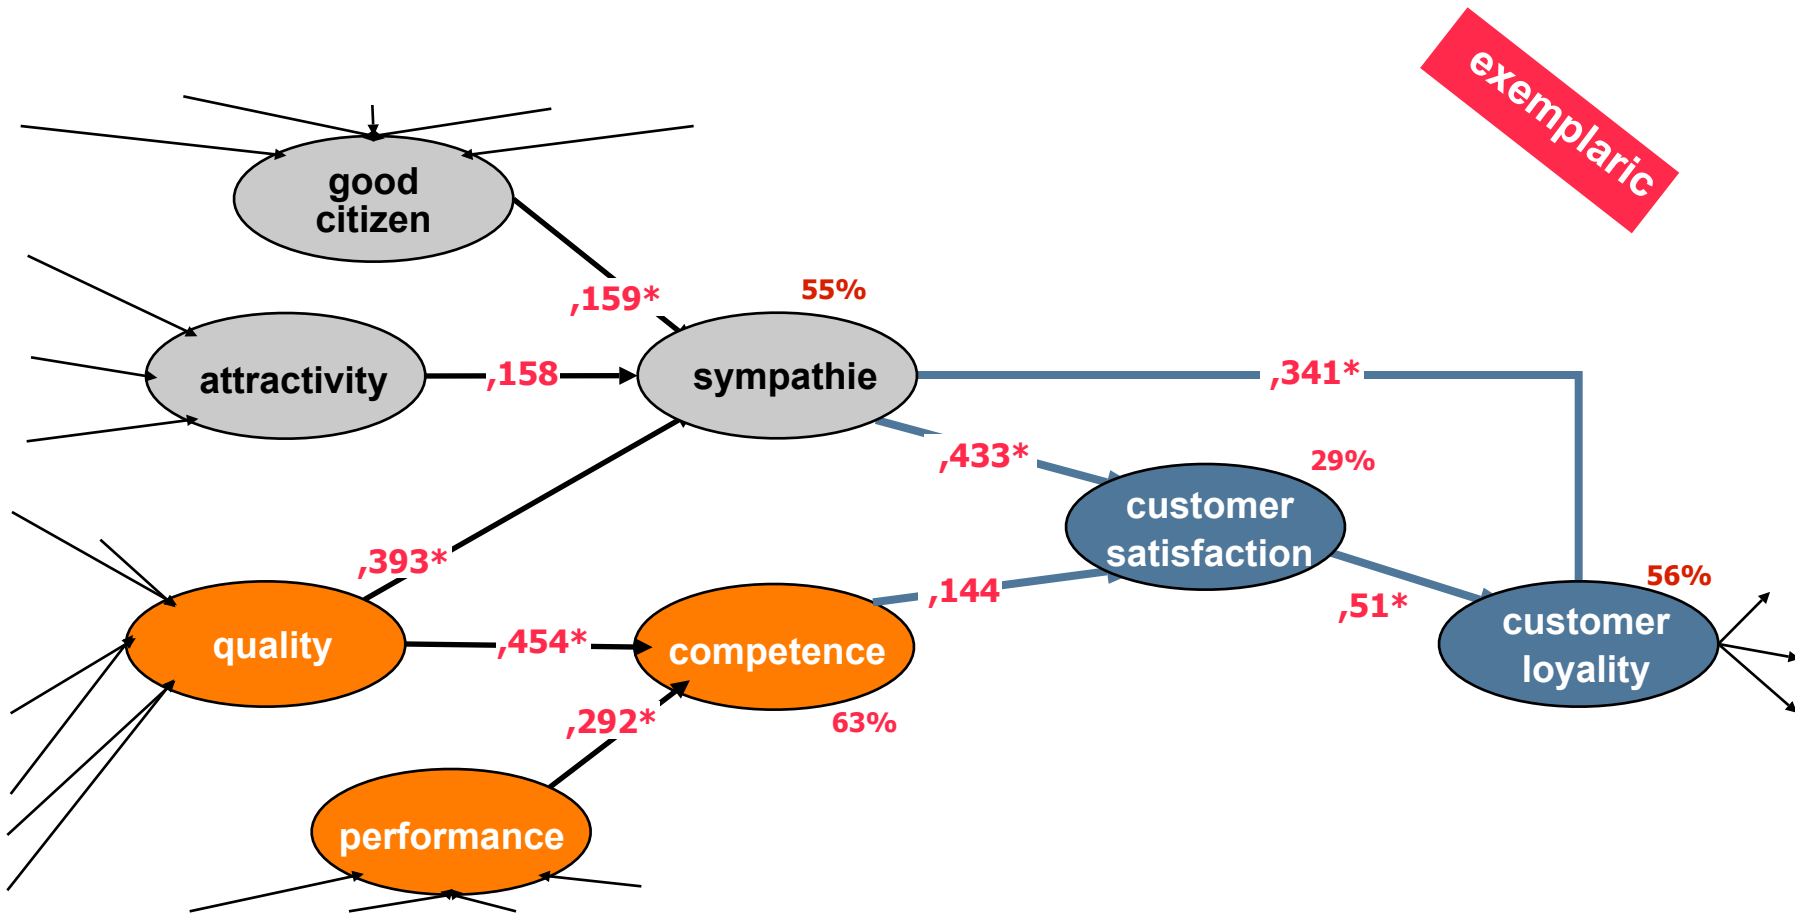 exemplaric
good
citizen
,159*
55%
attractivity
,158
sympathie
,341*
,433*
29%
customer
satisfaction
,393*
,144
,51*
56%
quality
,454*
competence
customer
loyality
,292*
63%
performance